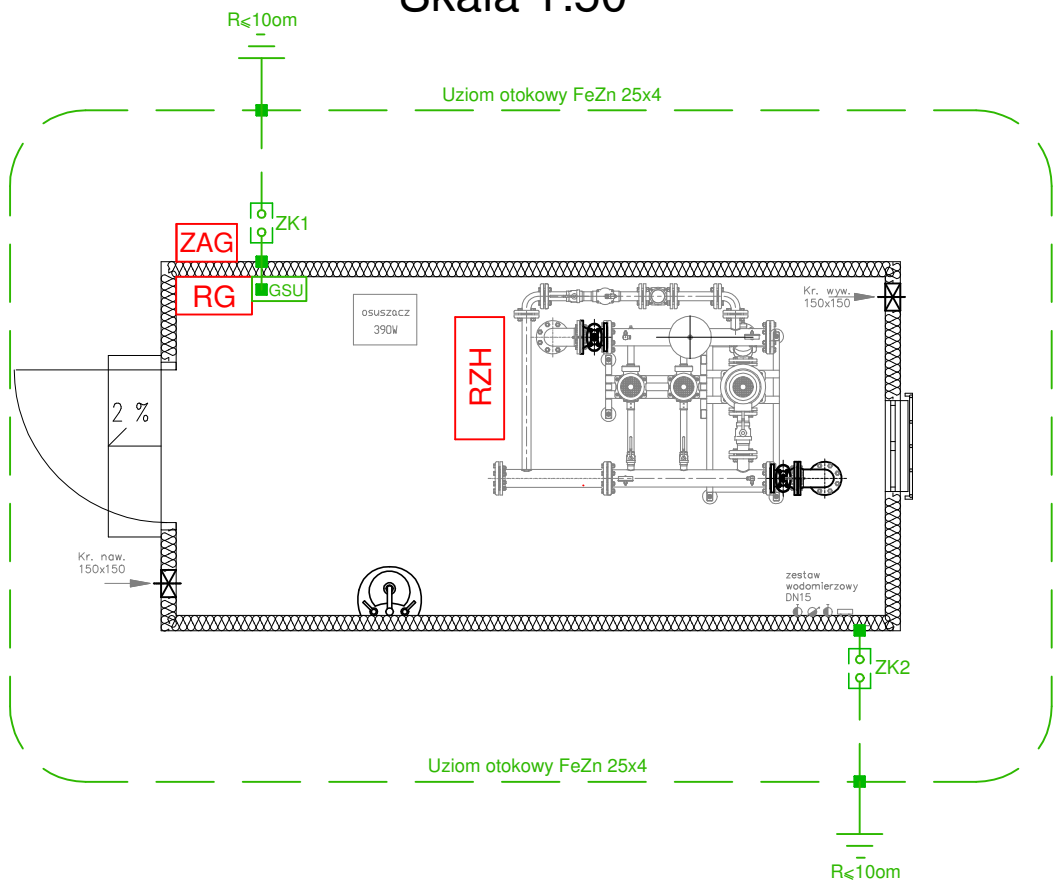 Skala 1:50
R⩽10om
Uziom otokowy FeZn 25x4
ZK1
ZAG
RG
GSU
osuszacz
390W
Kr. wyw.
150x150
RZH
2 %
Kr. naw.
150x150
zestaw
wodomierzowy
DN15
ZK2
Uziom otokowy FeZn 25x4
R⩽10om